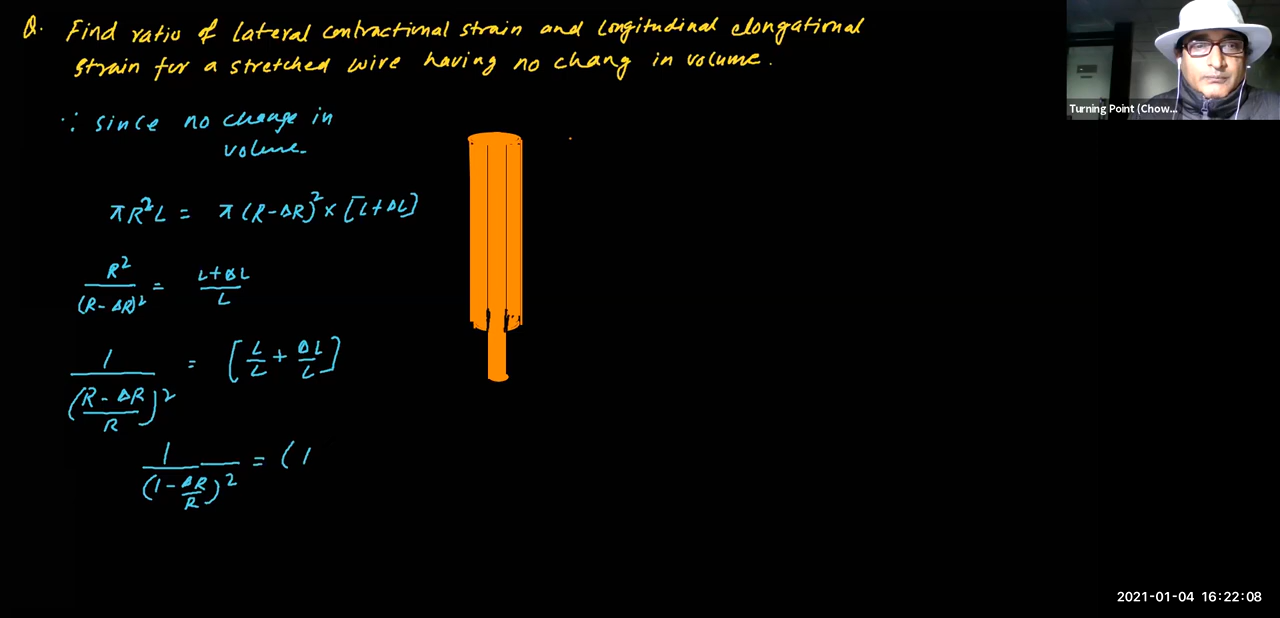 Q. Find ratio of lateral contractional strain and longitudinal elongational
strain for a stretched wire having no chang in volume.
∵ since no change in
volume.
πR²L = π(R-ΔR)² × [L+ΔL]
R²/(R-ΔR)² = L+ΔL/L
1/(R-ΔR/R)² = [L/L + ΔL/L]
1/(1-ΔR/R)² = (1
Turning Point (Chow...
2021-01-04 16:22:08